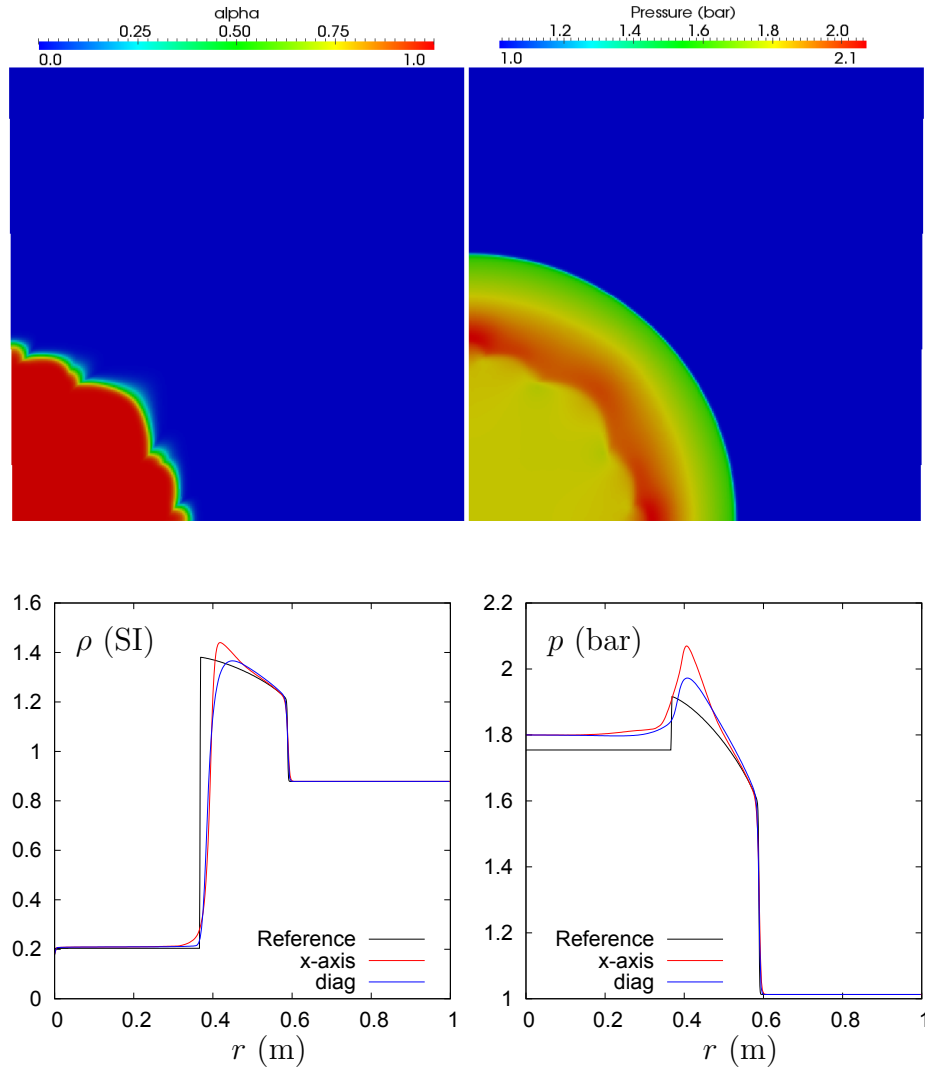 alpha
0.25 0.50 0.75
0.0 1.0
Pressure (bar)
1.2 1.4 1.6 1.8 2.0
1.0 2.1
1.6
1.4
1.2
1
0.8
0.6
0.4
0.2
0
ρ (SI)
Reference
x-axis
diag
0 0.2 0.4 0.6 0.8 1
r (m)
2.2
2
1.8
1.6
1.4
1.2
1
p (bar)
Reference
x-axis
diag
0 0.2 0.4 0.6 0.8 1
r (m)